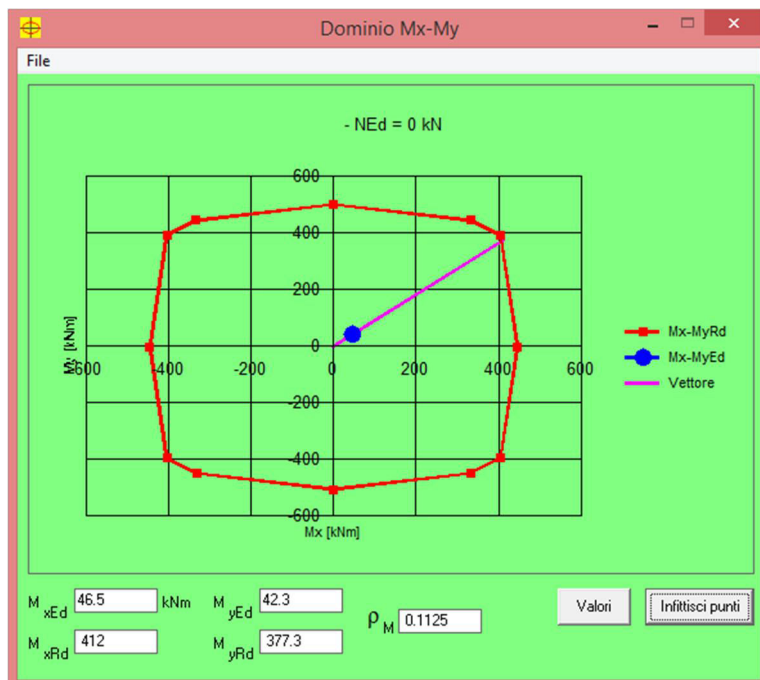 Dominio Mx-My
File
- NEd = 0 kN
600
400
200
0
-200
-400
-600
-600 -400 -200 0 200 400 600
My [kNm]
Mx [kNm]
Mx-MyRd
Mx-MyEd
Vettore
M xEd 46.5 kNm M yEd 42.3
M xRd 412 M yRd 377.3
ρ M 0.1125
Valori
Infittisci punti